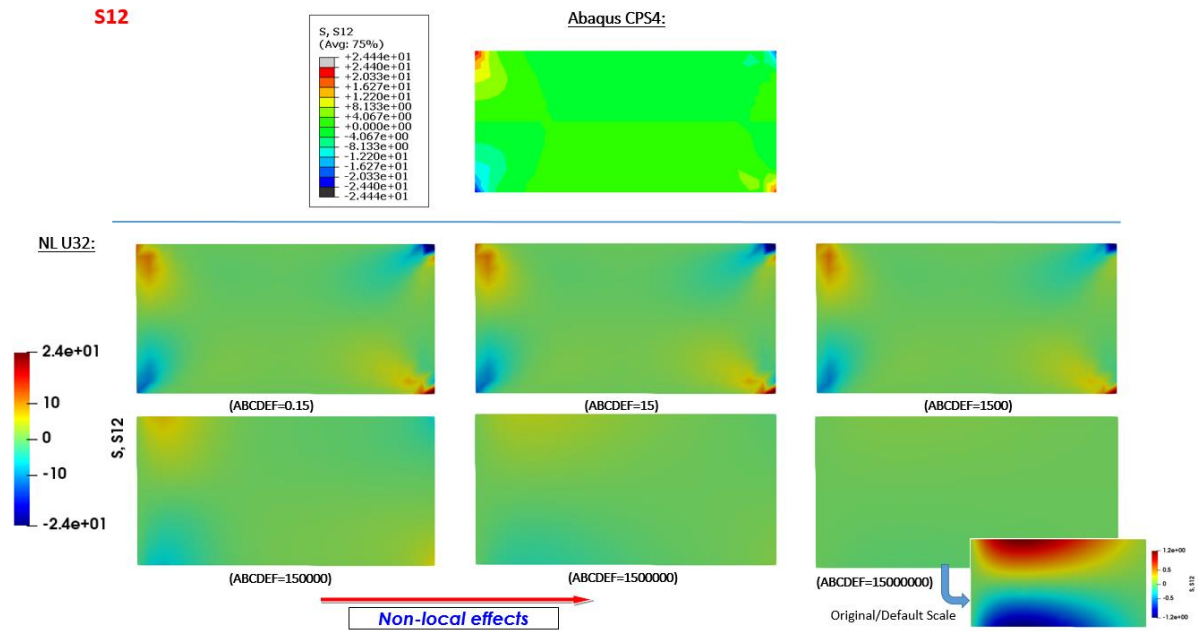 S12
Abaqus CPS4:
S, S12
(Avg: 75%)
+2.444e+01
+2.440e+01
+2.033e+01
+1.627e+01
+1.220e+01
+8.133e+00
+4.067e+00
+0.000e+00
-4.067e+00
-8.133e+00
-1.220e+01
-1.627e+01
-2.033e+01
-2.440e+01
-2.444e+01
NL U32:
2.4e+01
10
0
-10
-2.4e+01
S, S12
(ABCDEF=0.15)
(ABCDEF=15)
(ABCDEF=1500)
(ABCDEF=150000)
(ABCDEF=1500000)
(ABCDEF=15000000)
Original/Default Scale
1.2e+00
0.5
0
-0.5
-1.2e+00
S, S12
Non-local effects